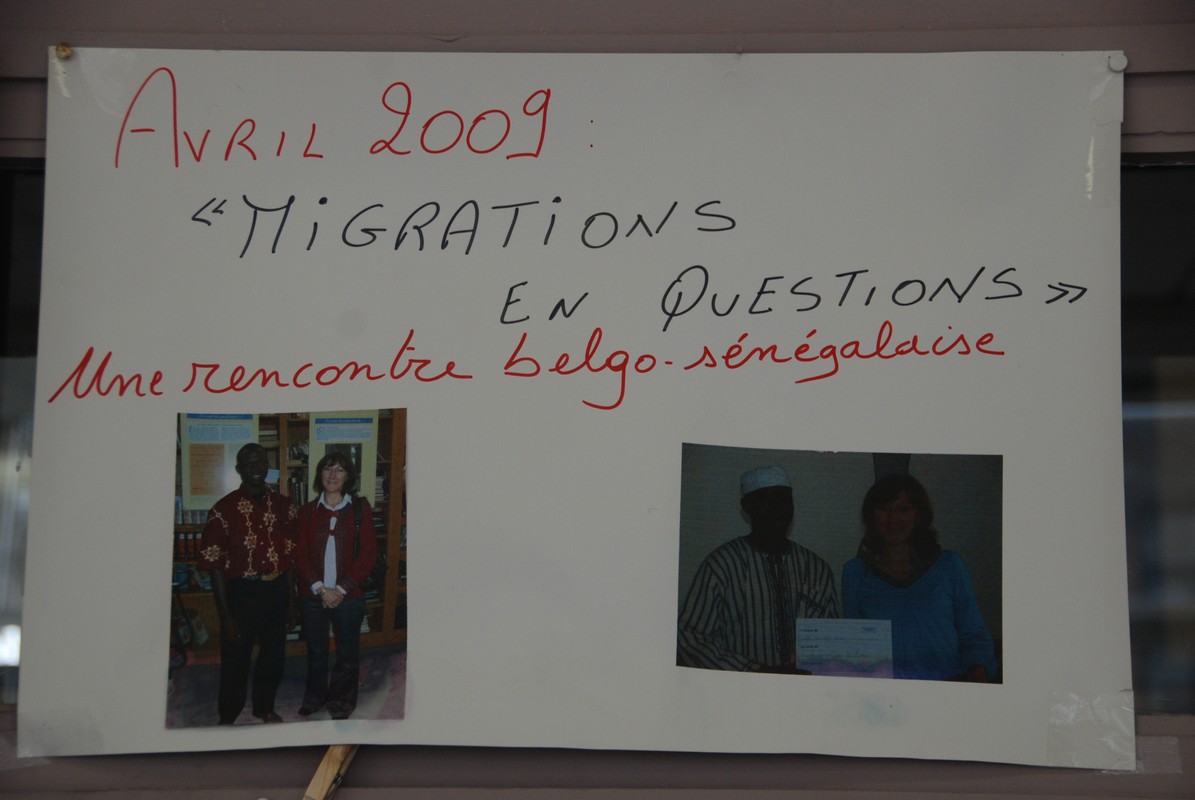 AVRIL 2009 :
« MiGRATiONS
EN QUESTIONS »
Une rencontre belgo-sénégalaise